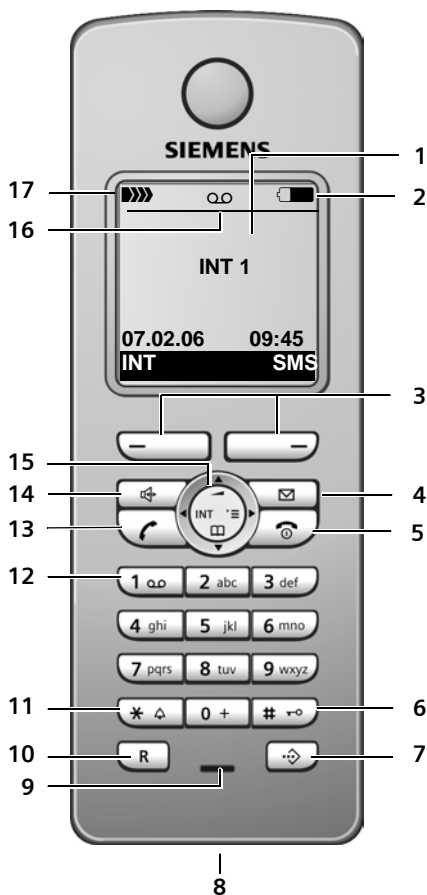 SIEMENS
1
17
2
16
INT 1
07.02.06 09:45
INT SMS
3
15
14
4
INT
13
5
12
1 2 abc 3 def
4 ghi 5 jkl 6 mno
7 pqrs 8 tuv 9 wxyz
11
* 0 + #
6
10
R
7
9
8